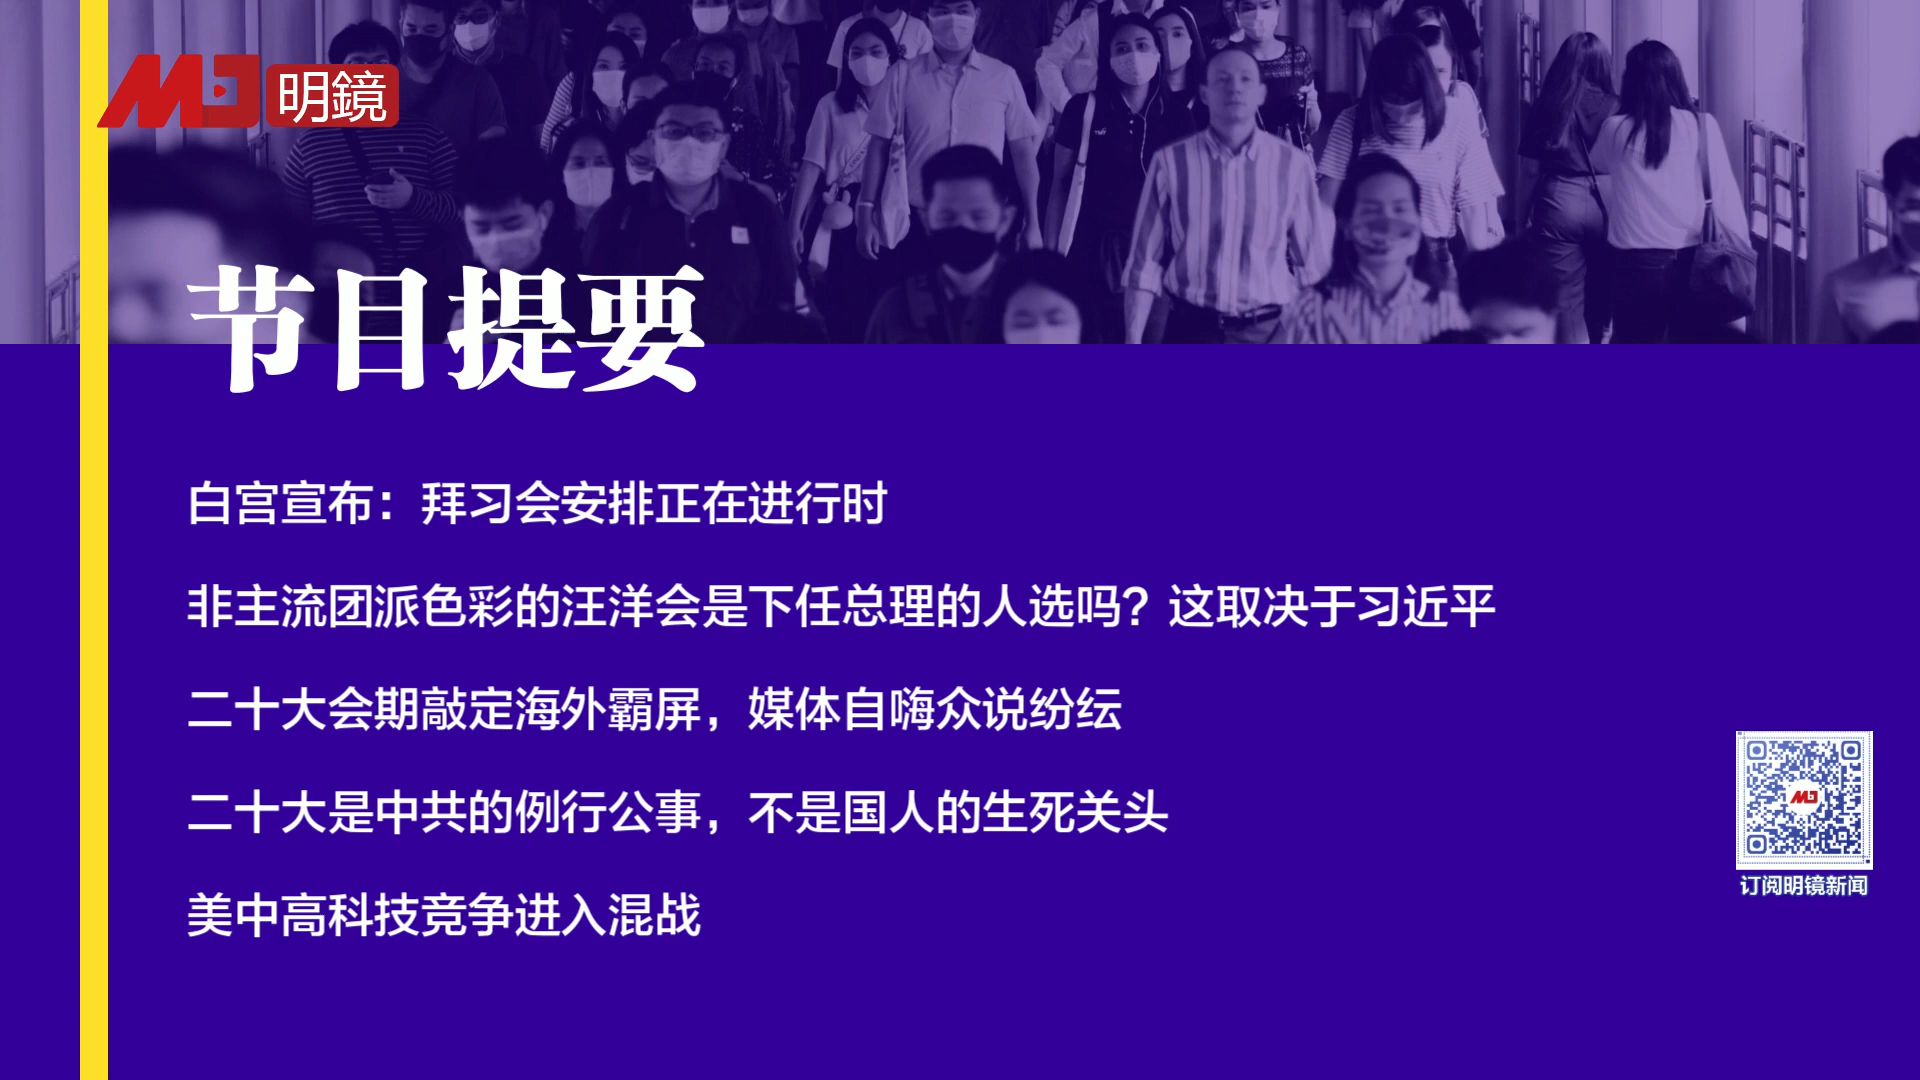 MJ 明鏡
节目提要
白宫宣布：拜习会安排正在进行时
非主流团派色彩的汪洋会是下任总理的人选吗？这取决于习近平
二十大会期敲定海外霸屏，媒体自嗨众说纷纭
二十大是中共的例行公事，不是国人的生死关头
美中高科技竞争进入混战
MJ
订阅明镜新闻